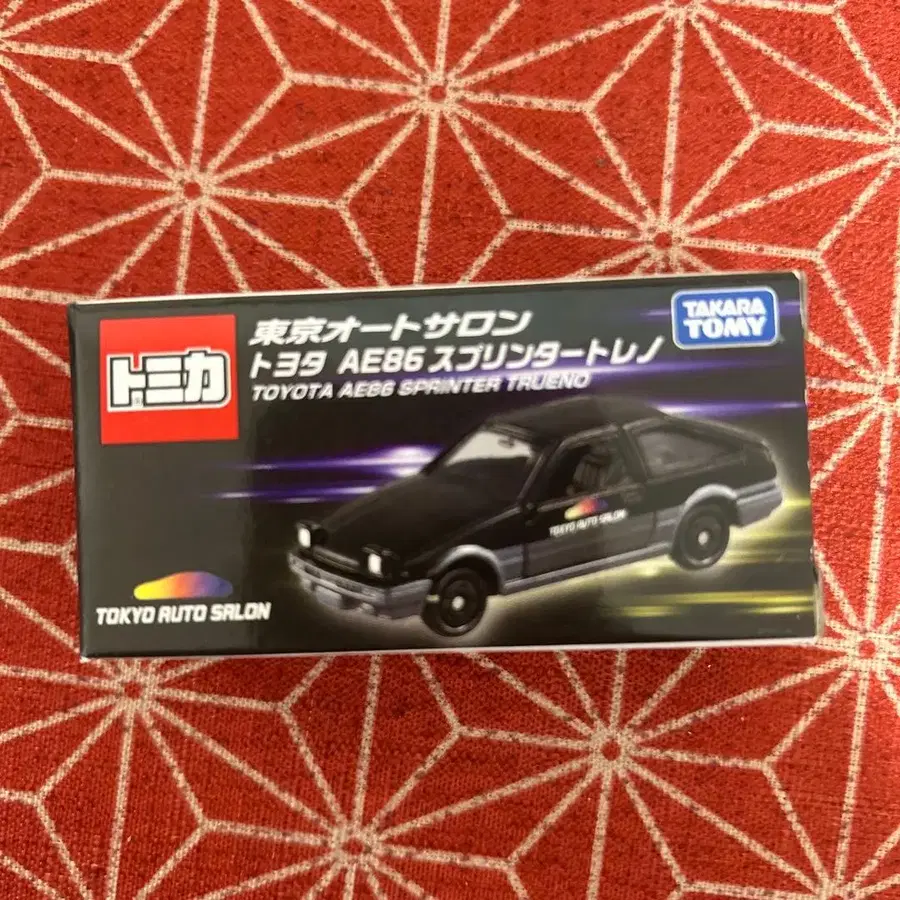 トミカ
東京オートサロン
トヨタ AE86 スプリンタートレノ
TOYOTA AE86 SPRINTER TRUENO
TAKARA
TOMY
TOKYO AUTO SALON
TOKYO AUTO SALON